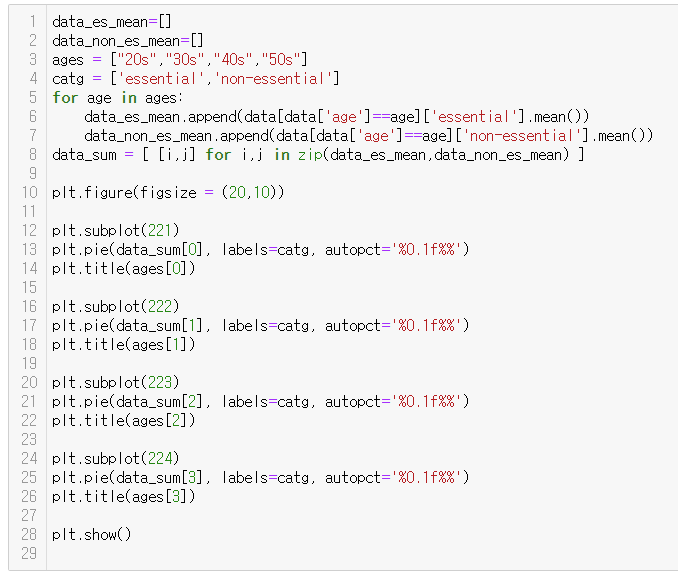 1 data_es_mean=[]
2 data_non_es_mean=[]
3 ages = ["20s","30s","40s","50s"]
4 catg = ['essential','non-essential']
5 for age in ages:
6     data_es_mean.append(data[data['age']==age]['essential'].mean())
7     data_non_es_mean.append(data[data['age']==age]['non-essential'].mean())
8 data_sum = [ [i,j] for i,j in zip(data_es_mean,data_non_es_mean) ]
9
10 plt.figure(figsize = (20,10))
11
12 plt.subplot(221)
13 plt.pie(data_sum[0], labels=catg, autopct='%0.1f%%')
14 plt.title(ages[0])
15
16 plt.subplot(222)
17 plt.pie(data_sum[1], labels=catg, autopct='%0.1f%%')
18 plt.title(ages[1])
19
20 plt.subplot(223)
21 plt.pie(data_sum[2], labels=catg, autopct='%0.1f%%')
22 plt.title(ages[2])
23
24 plt.subplot(224)
25 plt.pie(data_sum[3], labels=catg, autopct='%0.1f%%')
26 plt.title(ages[3])
27
28 plt.show()
29